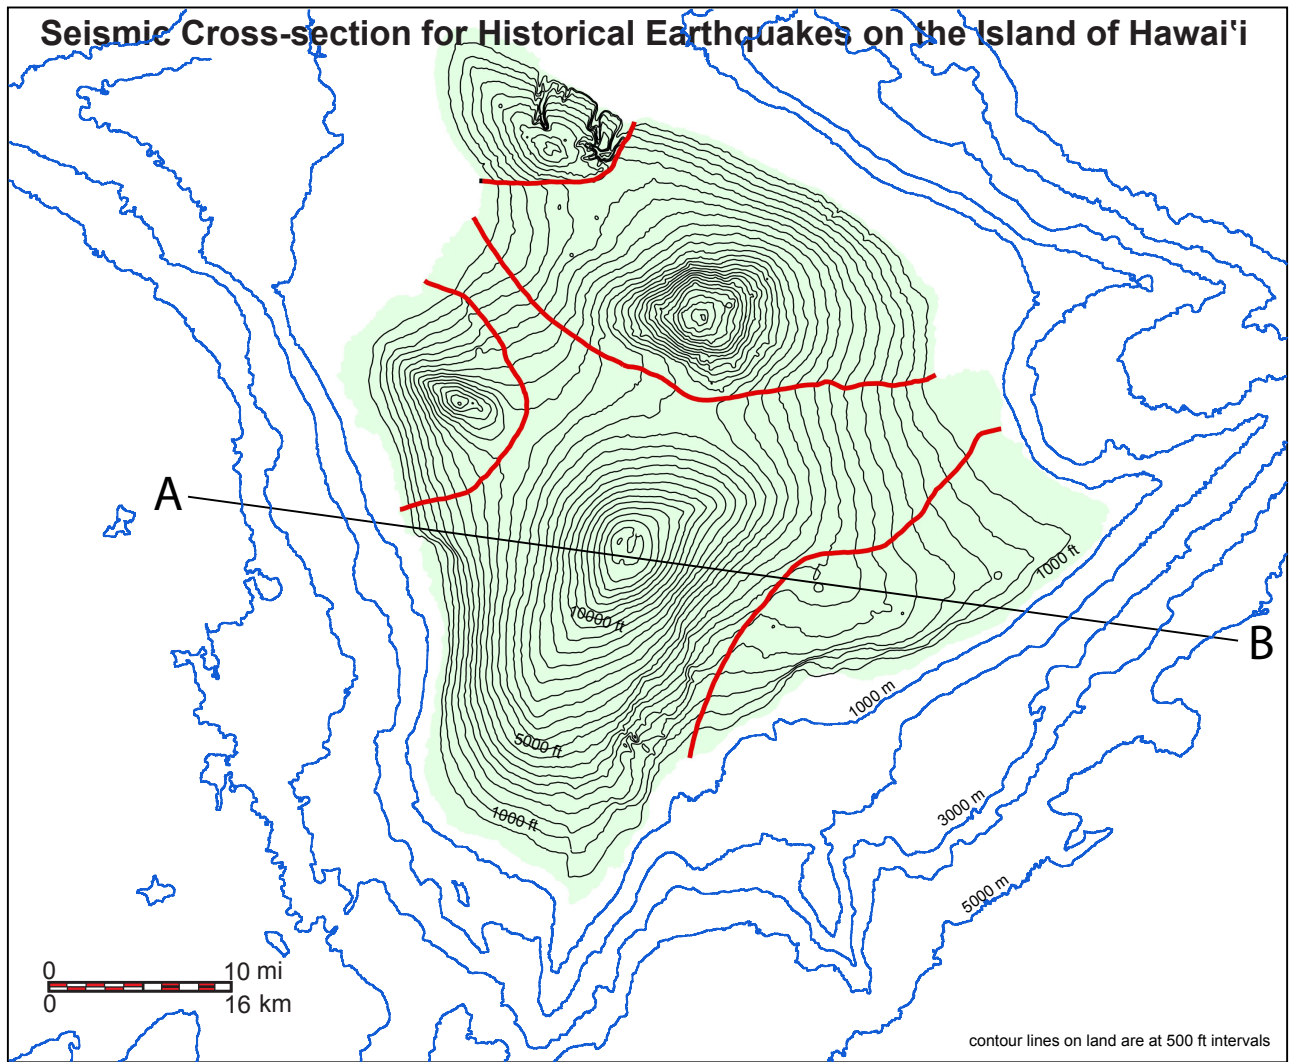 Seismic Cross-section for Historical Earthquakes on the Island of Hawai'i
A
1000 ft
10000 ft
B
1000 m
5000 ft
3000 m
1000 ft
5000 m
0 10 mi
0 16 km
contour lines on land are at 500 ft intervals